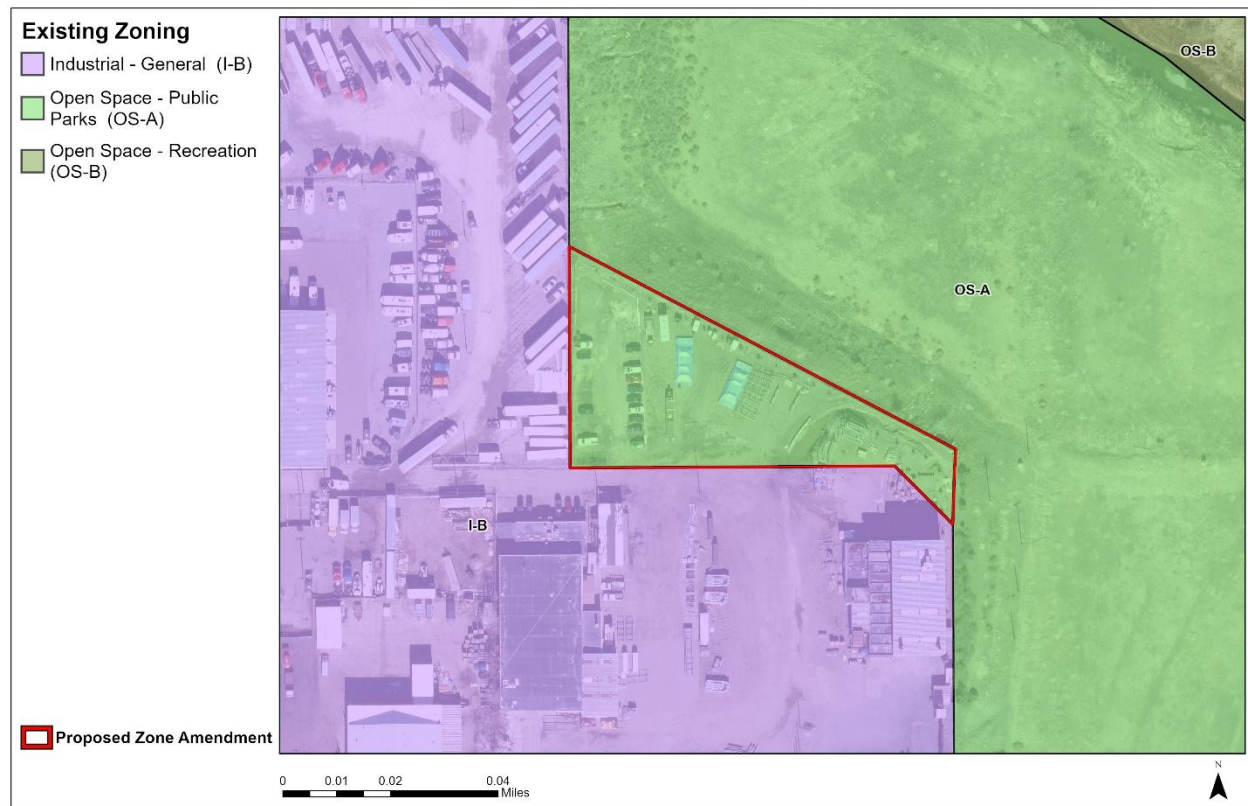 Existing Zoning
Industrial - General (I-B)
Open Space - Public
Parks (OS-A)
Open Space - Recreation
(OS-B)
OS-B
OS-A
I-B
Proposed Zone Amendment
0 0.01 0.02 0.04
Miles
N